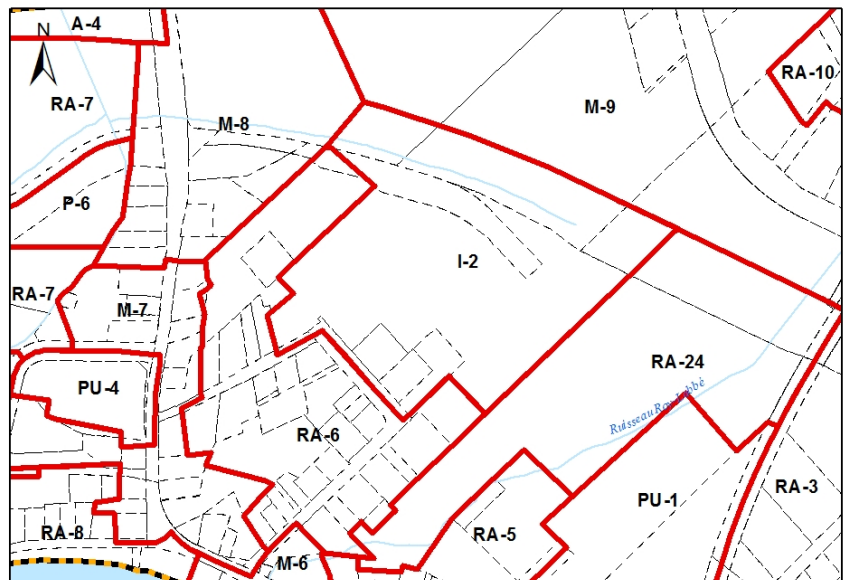 A-4
N
RA-7
M-8
M-9
RA-10
P-6
I-2
RA-7
M-7
PU-4
RA-24
RA-6
RA-8
M-6
RA-5
PU-1
RA-3